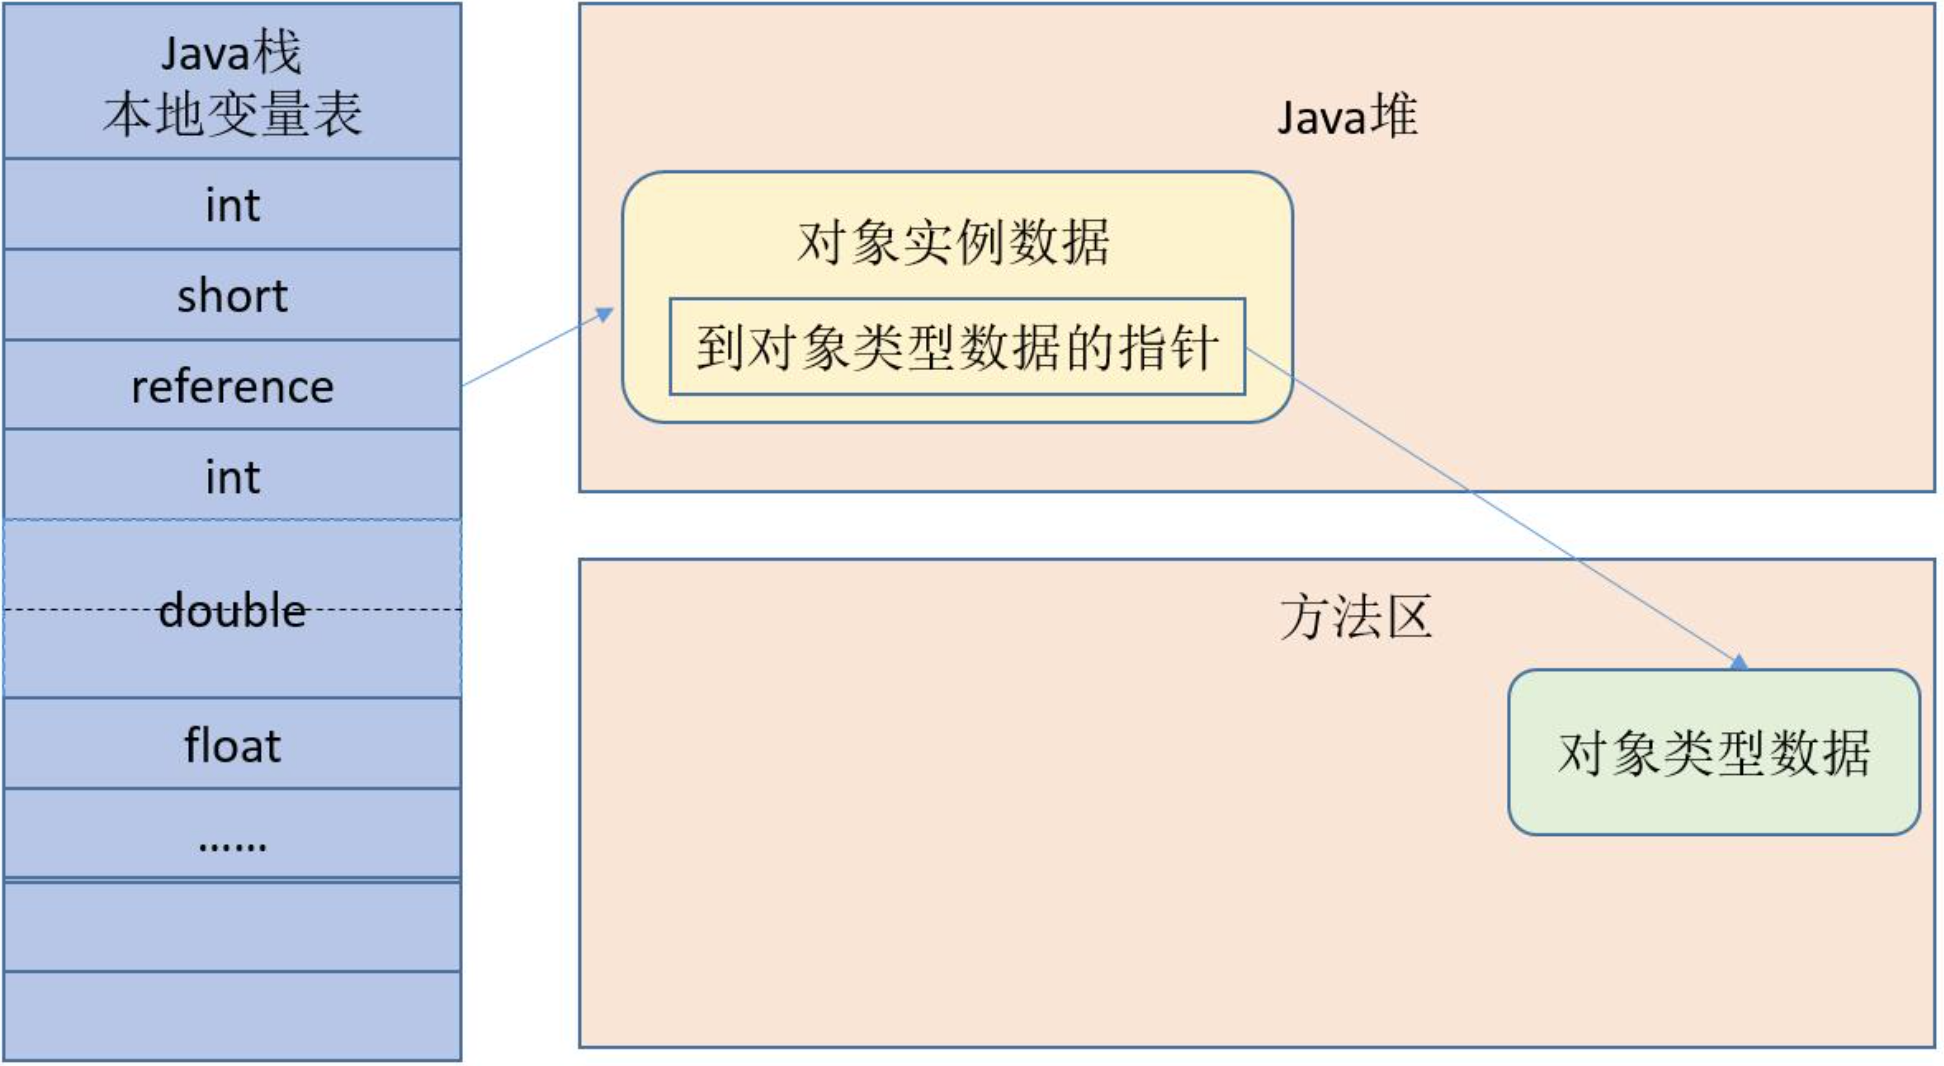 Java栈
本地变量表
int
short
reference
int
double
float
……
Java堆
对象实例数据
到对象类型数据的指针
方法区
对象类型数据